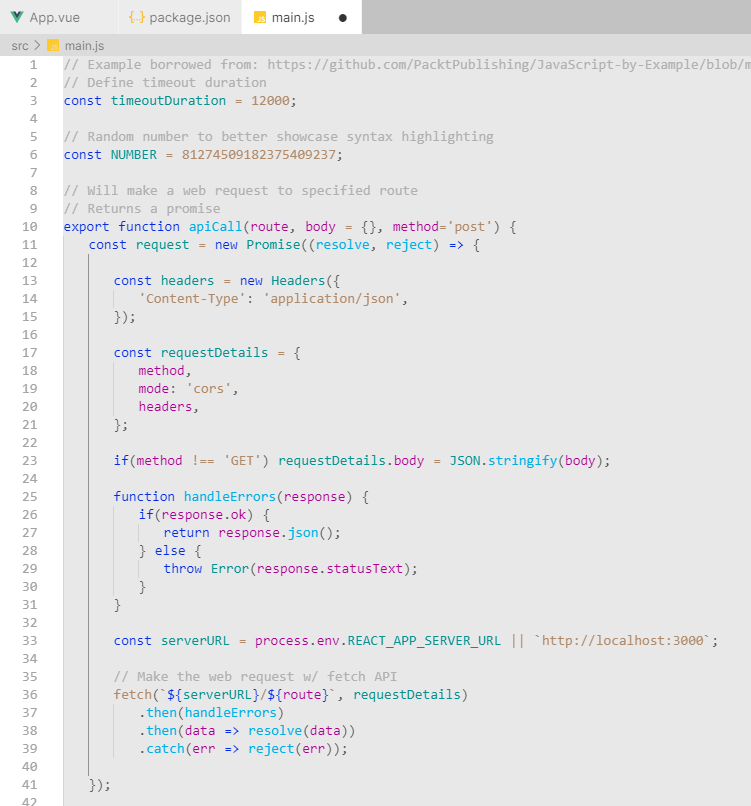 App.vue {..} package.json JS main.js
src > JS main.js
1 // Example borrowed from: https://github.com/PacktPublishing/JavaScript-by-Example/blob/m
2 // Define timeout duration
3 const timeoutDuration = 12000;
4
5 // Random number to better showcase syntax highlighting
6 const NUMBER = 81274509182375409237;
7
8 // Will make a web request to specified route
9 // Returns a promise
10 export function apiCall(route, body = {}, method='post') {
11 const request = new Promise((resolve, reject) => {
12
13 const headers = new Headers({
14 'Content-Type': 'application/json',
15 });
16
17 const requestDetails = {
18 method,
19 mode: 'cors',
20 headers,
21 };
22
23 if(method !== 'GET') requestDetails.body = JSON.stringify(body);
24
25 function handleErrors(response) {
26 if(response.ok) {
27 return response.json();
28 } else {
29 throw Error(response.statusText);
30 }
31 }
32
33 const serverURL = process.env.REACT_APP_SERVER_URL || `http://localhost:3000`;
34
35 // Make the web request w/ fetch API
36 fetch(`${serverURL}/${route}`, requestDetails)
37 .then(handleErrors)
38 .then(data => resolve(data))
39 .catch(err => reject(err));
40
41 });
42